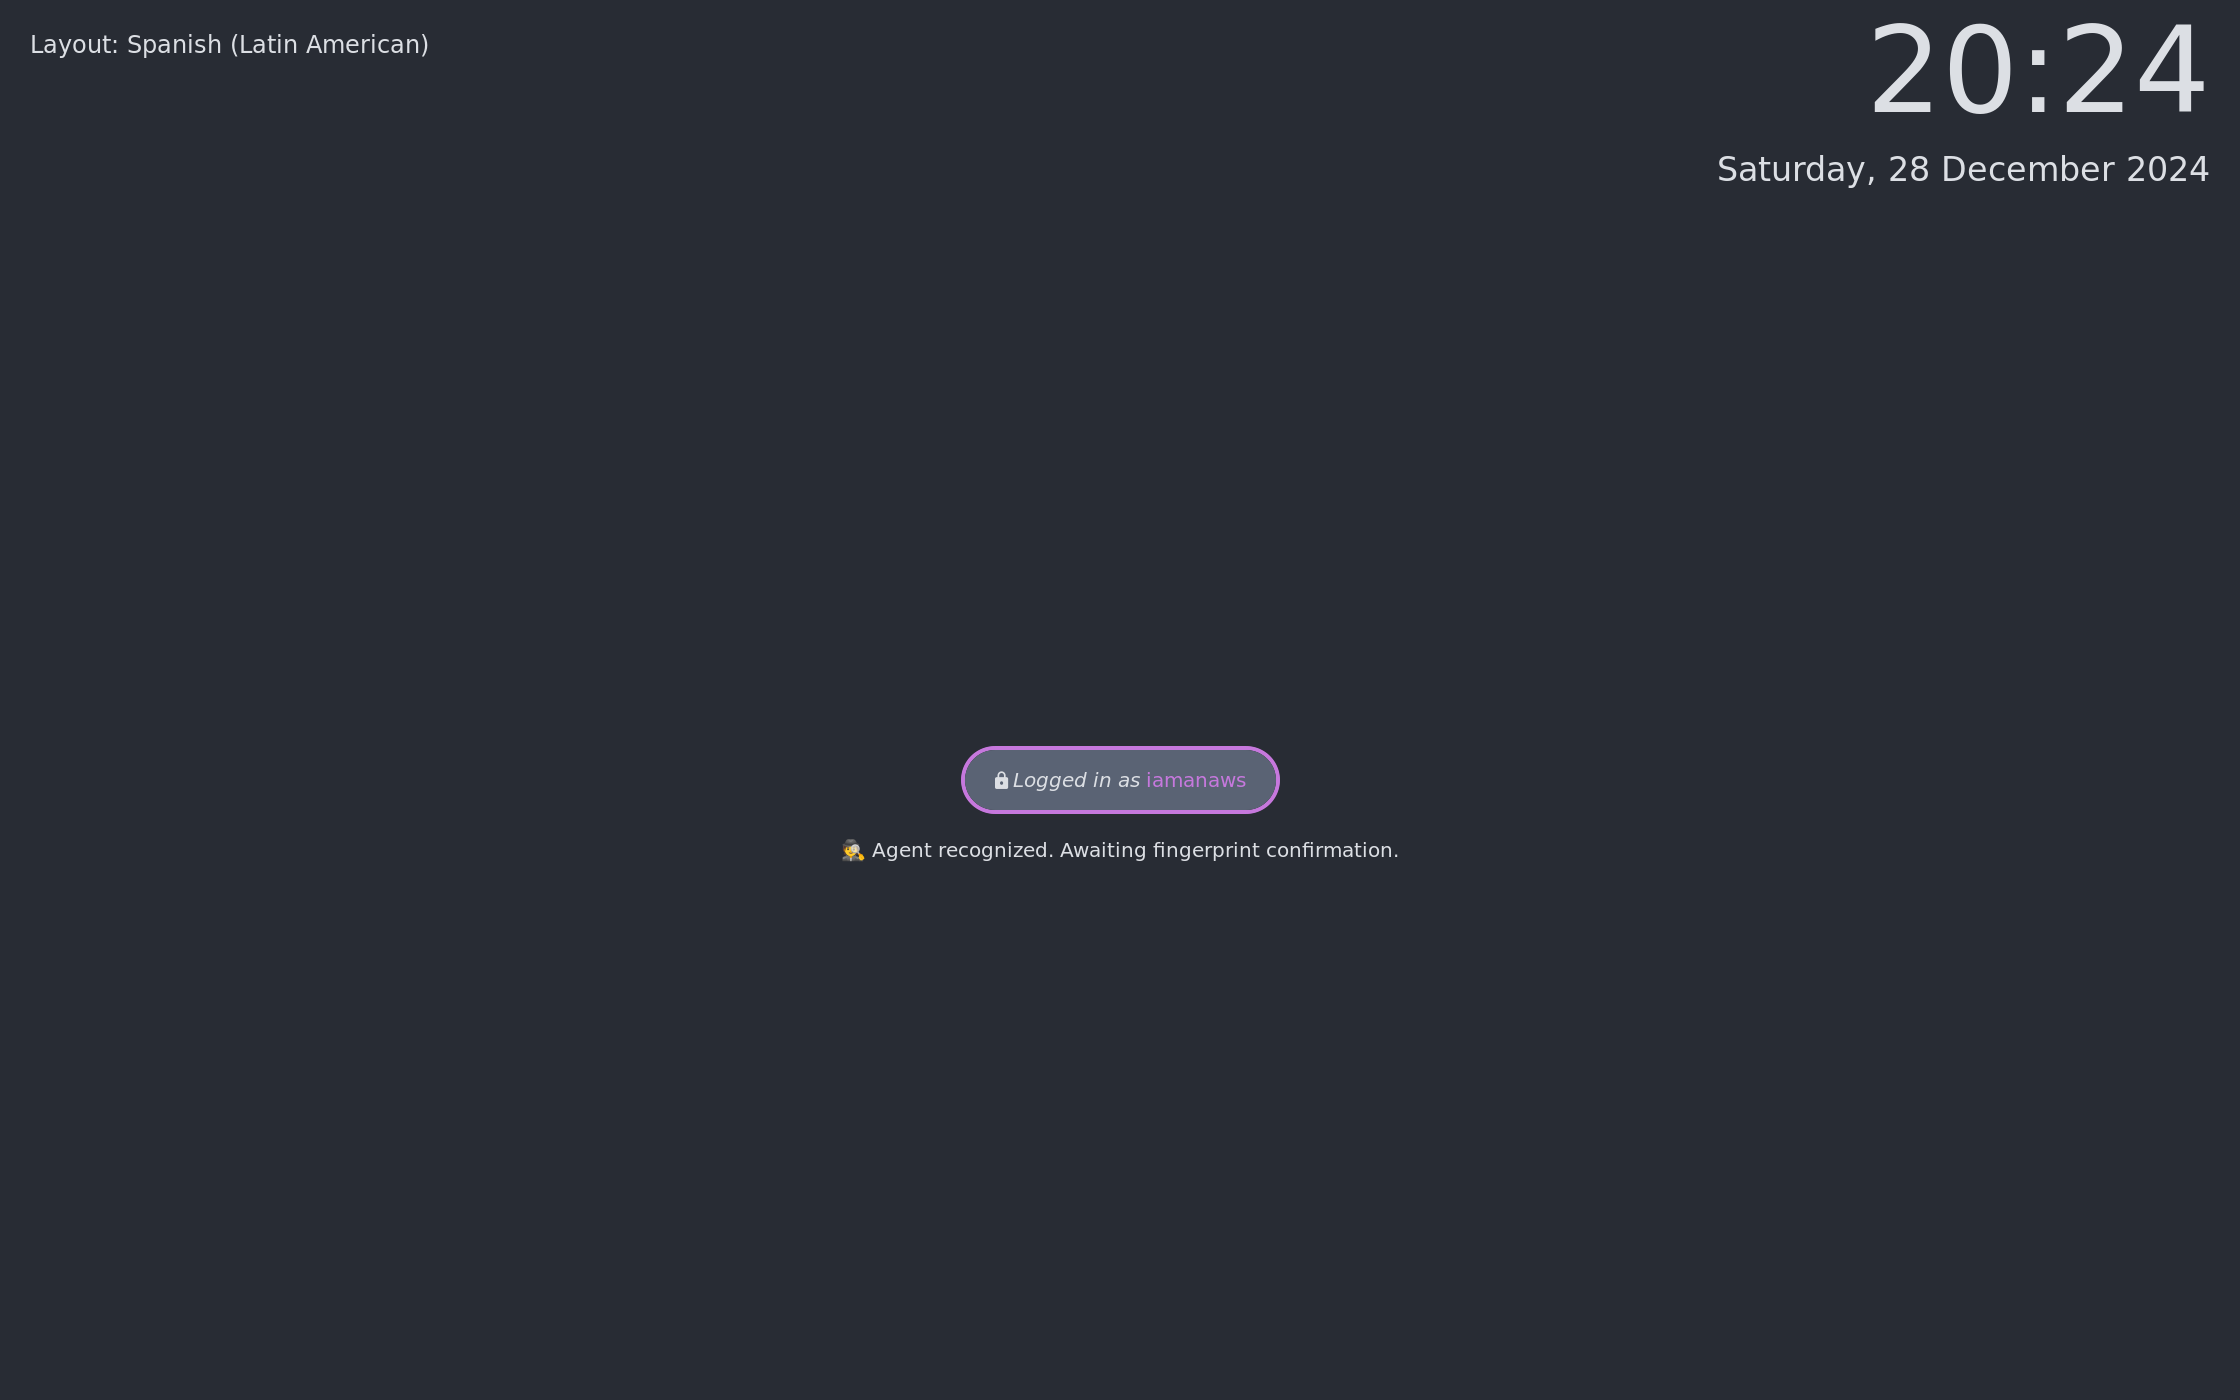 Layout: Spanish (Latin American)
20:24
Saturday, 28 December 2024
Logged in as iamanaws
🕵️ Agent recognized. Awaiting fingerprint confirmation.